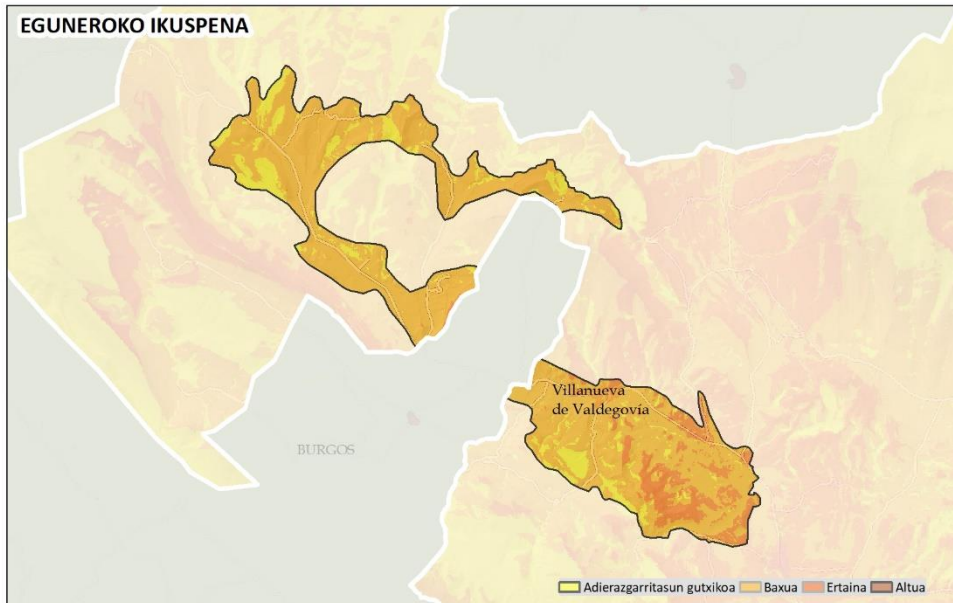 EGUNEROKO IKUSPENA
Villanueva
de Valdegovía
BURGOS
Adierazgarritasun gutxikoa Baxua Ertaina Altua